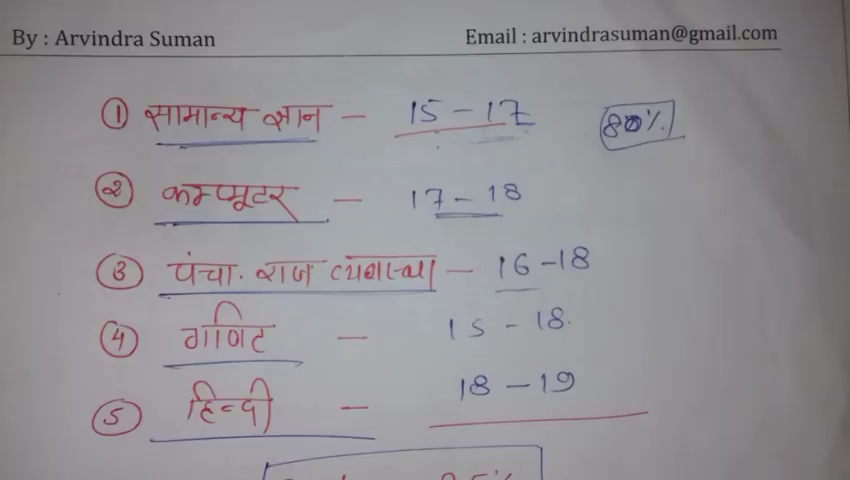 By : Arvindra Suman Email : arvindrasuman@gmail.com
① सामान्य ज्ञान — 15 - 17 80%
② कम्प्यूटर — 17 - 18
③ पंचा. राज व्यवस्था — 16 - 18
④ गणित — 15 - 18
⑤ हिन्दी — 18 - 19